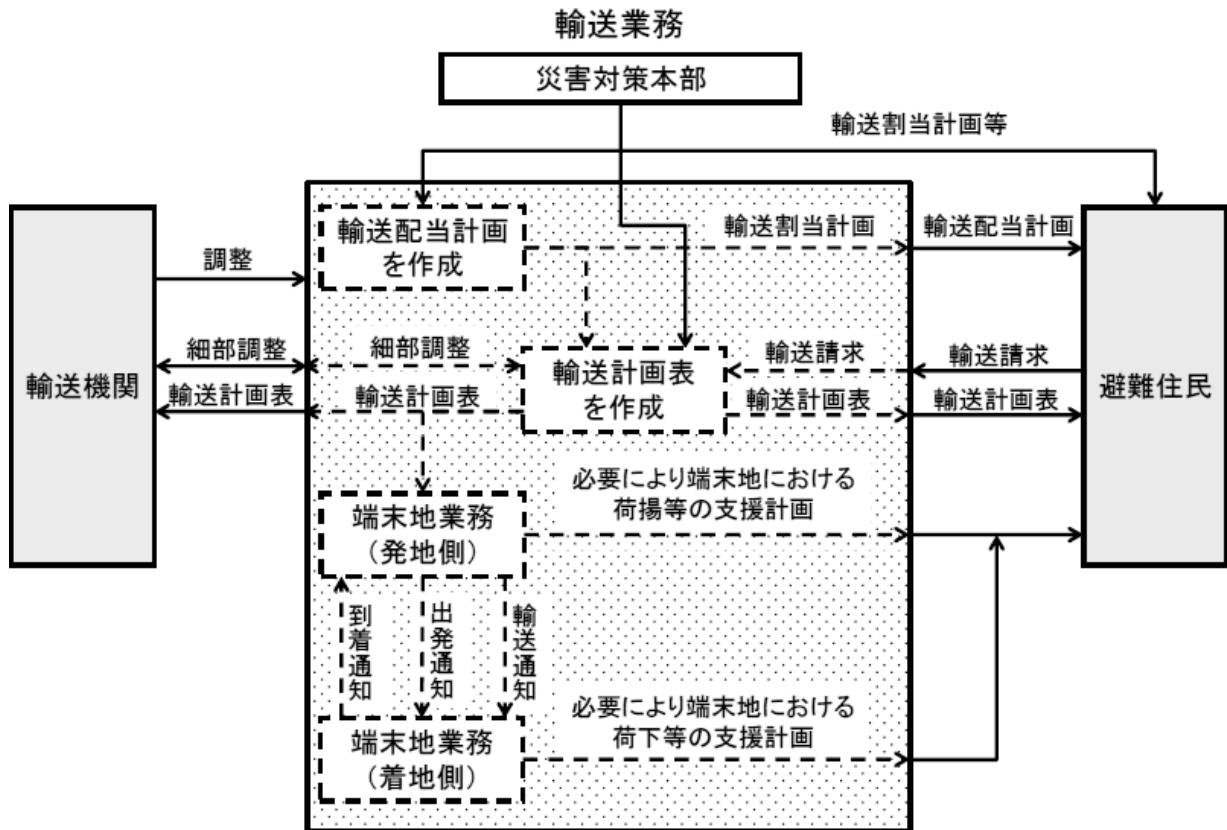 輸送業務
災害対策本部
輸送割当計画等
輸送配当計画
を作成
輸送割当計画
輸送配当計画
調整
輸送機関
細部調整
細部調整
輸送計画表
を作成
輸送請求
輸送請求
輸送計画表
輸送計画表
輸送計画表
輸送計画表
避難住民
端末地業務
（発地側）
必要により端末地における
荷揚等の支援計画
到着通知
出発通知
輸送通知
端末地業務
（着地側）
必要により端末地における
荷下等の支援計画